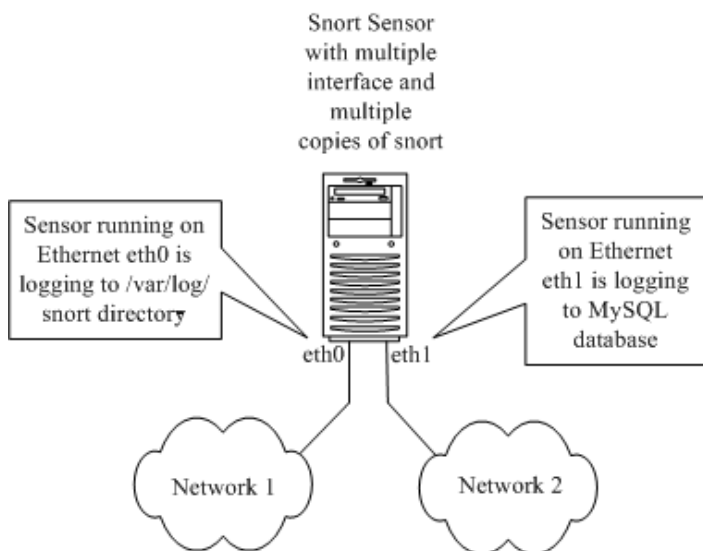 Snort Sensor
with multiple
interface and
multiple
copies of snort
Sensor running on
Ethernet eth0 is
logging to /var/log/
snort directory
Sensor running
on Ethernet
eth1 is logging
to MySQL
database
eth0
eth1
Network 1
Network 2